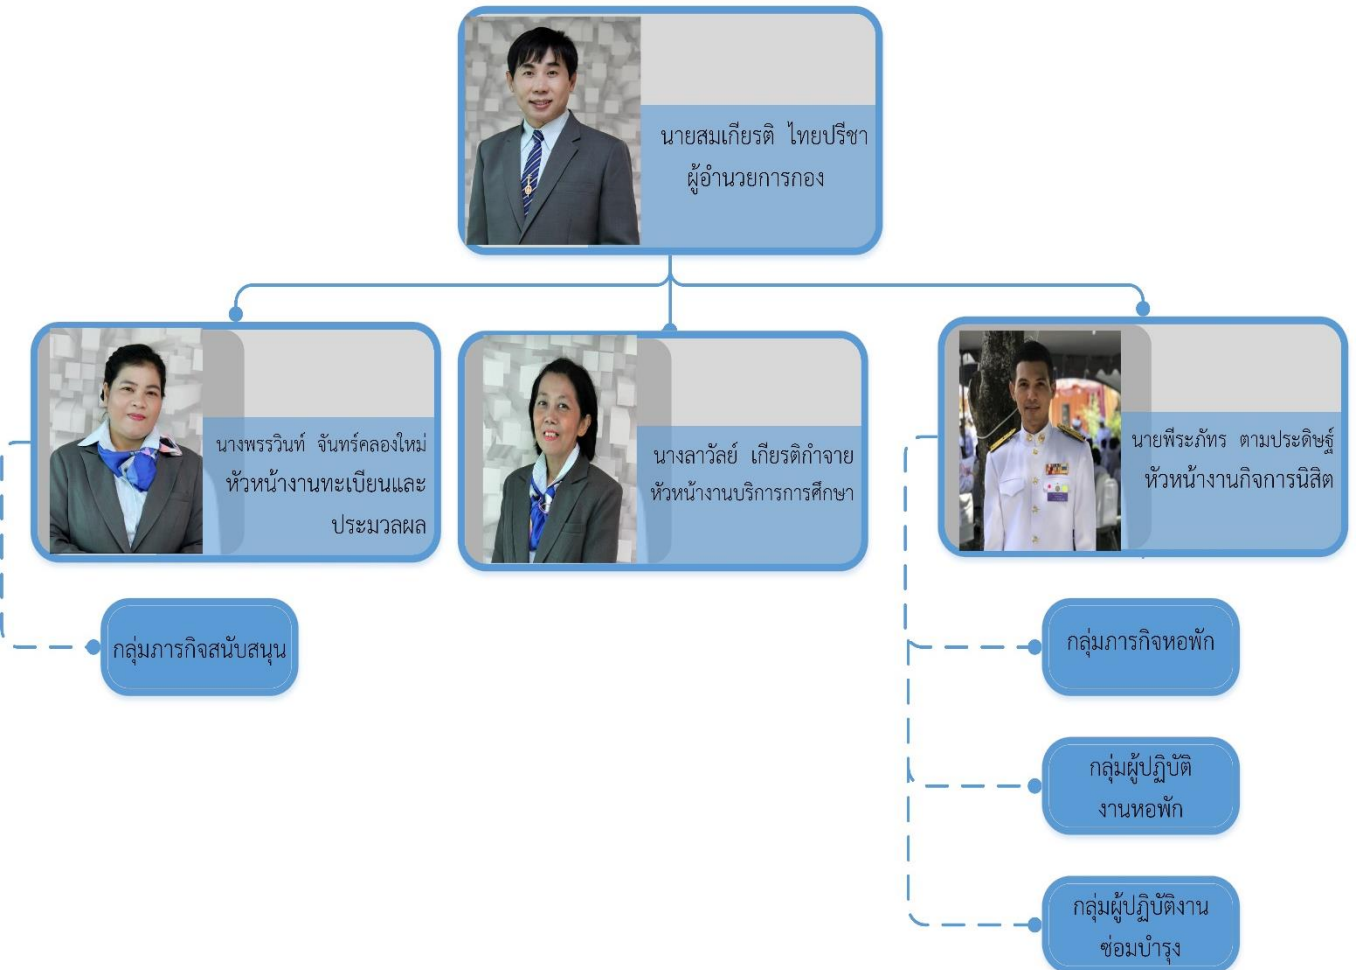 นายสมเกียรติ ไทยปรีชา
ผู้อำนวยการกอง
นางพรรวินท์ จันทร์คลองใหม่
หัวหน้างานทะเบียนและ
ประมวลผล
นางลาวัลย์ เกียรติกำจาย
หัวหน้างานบริการการศึกษา
นายพีระภัทร ตามประดิษฐ์
หัวหน้างานกิจการนิสิต
กลุ่มภารกิจสนับสนุน
กลุ่มภารกิจหอพัก
กลุ่มผู้ปฏิบัติ
งานหอพัก
กลุ่มผู้ปฏิบัติงาน
ซ่อมบำรุง